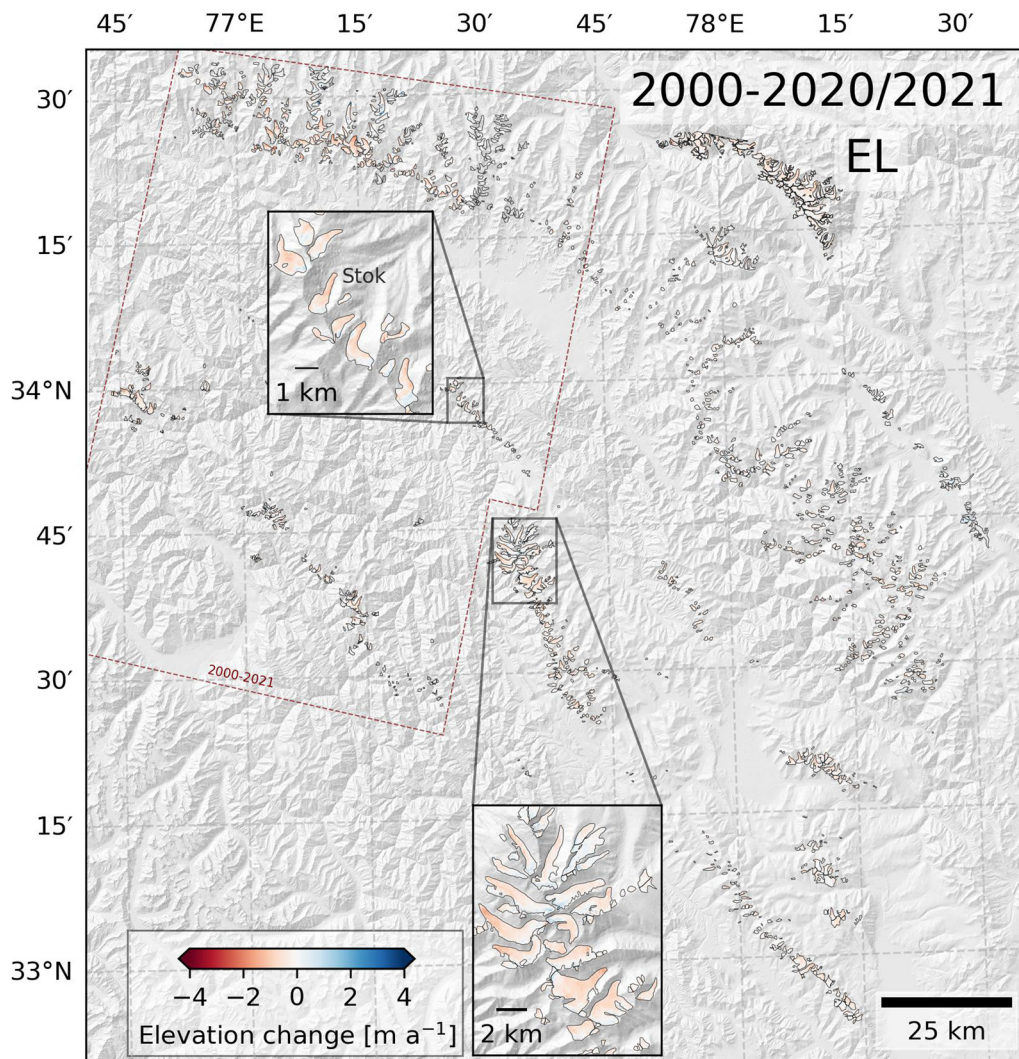 45′ 77°E 15′ 30′ 45′ 78°E 15′ 30′
30′
2000-2020/2021
EL
15′
Stok
1 km
34°N
45′
30′
2000-2021
15′
33°N
−4 −2 0 2 4
Elevation change [m a⁻¹]
2 km
25 km